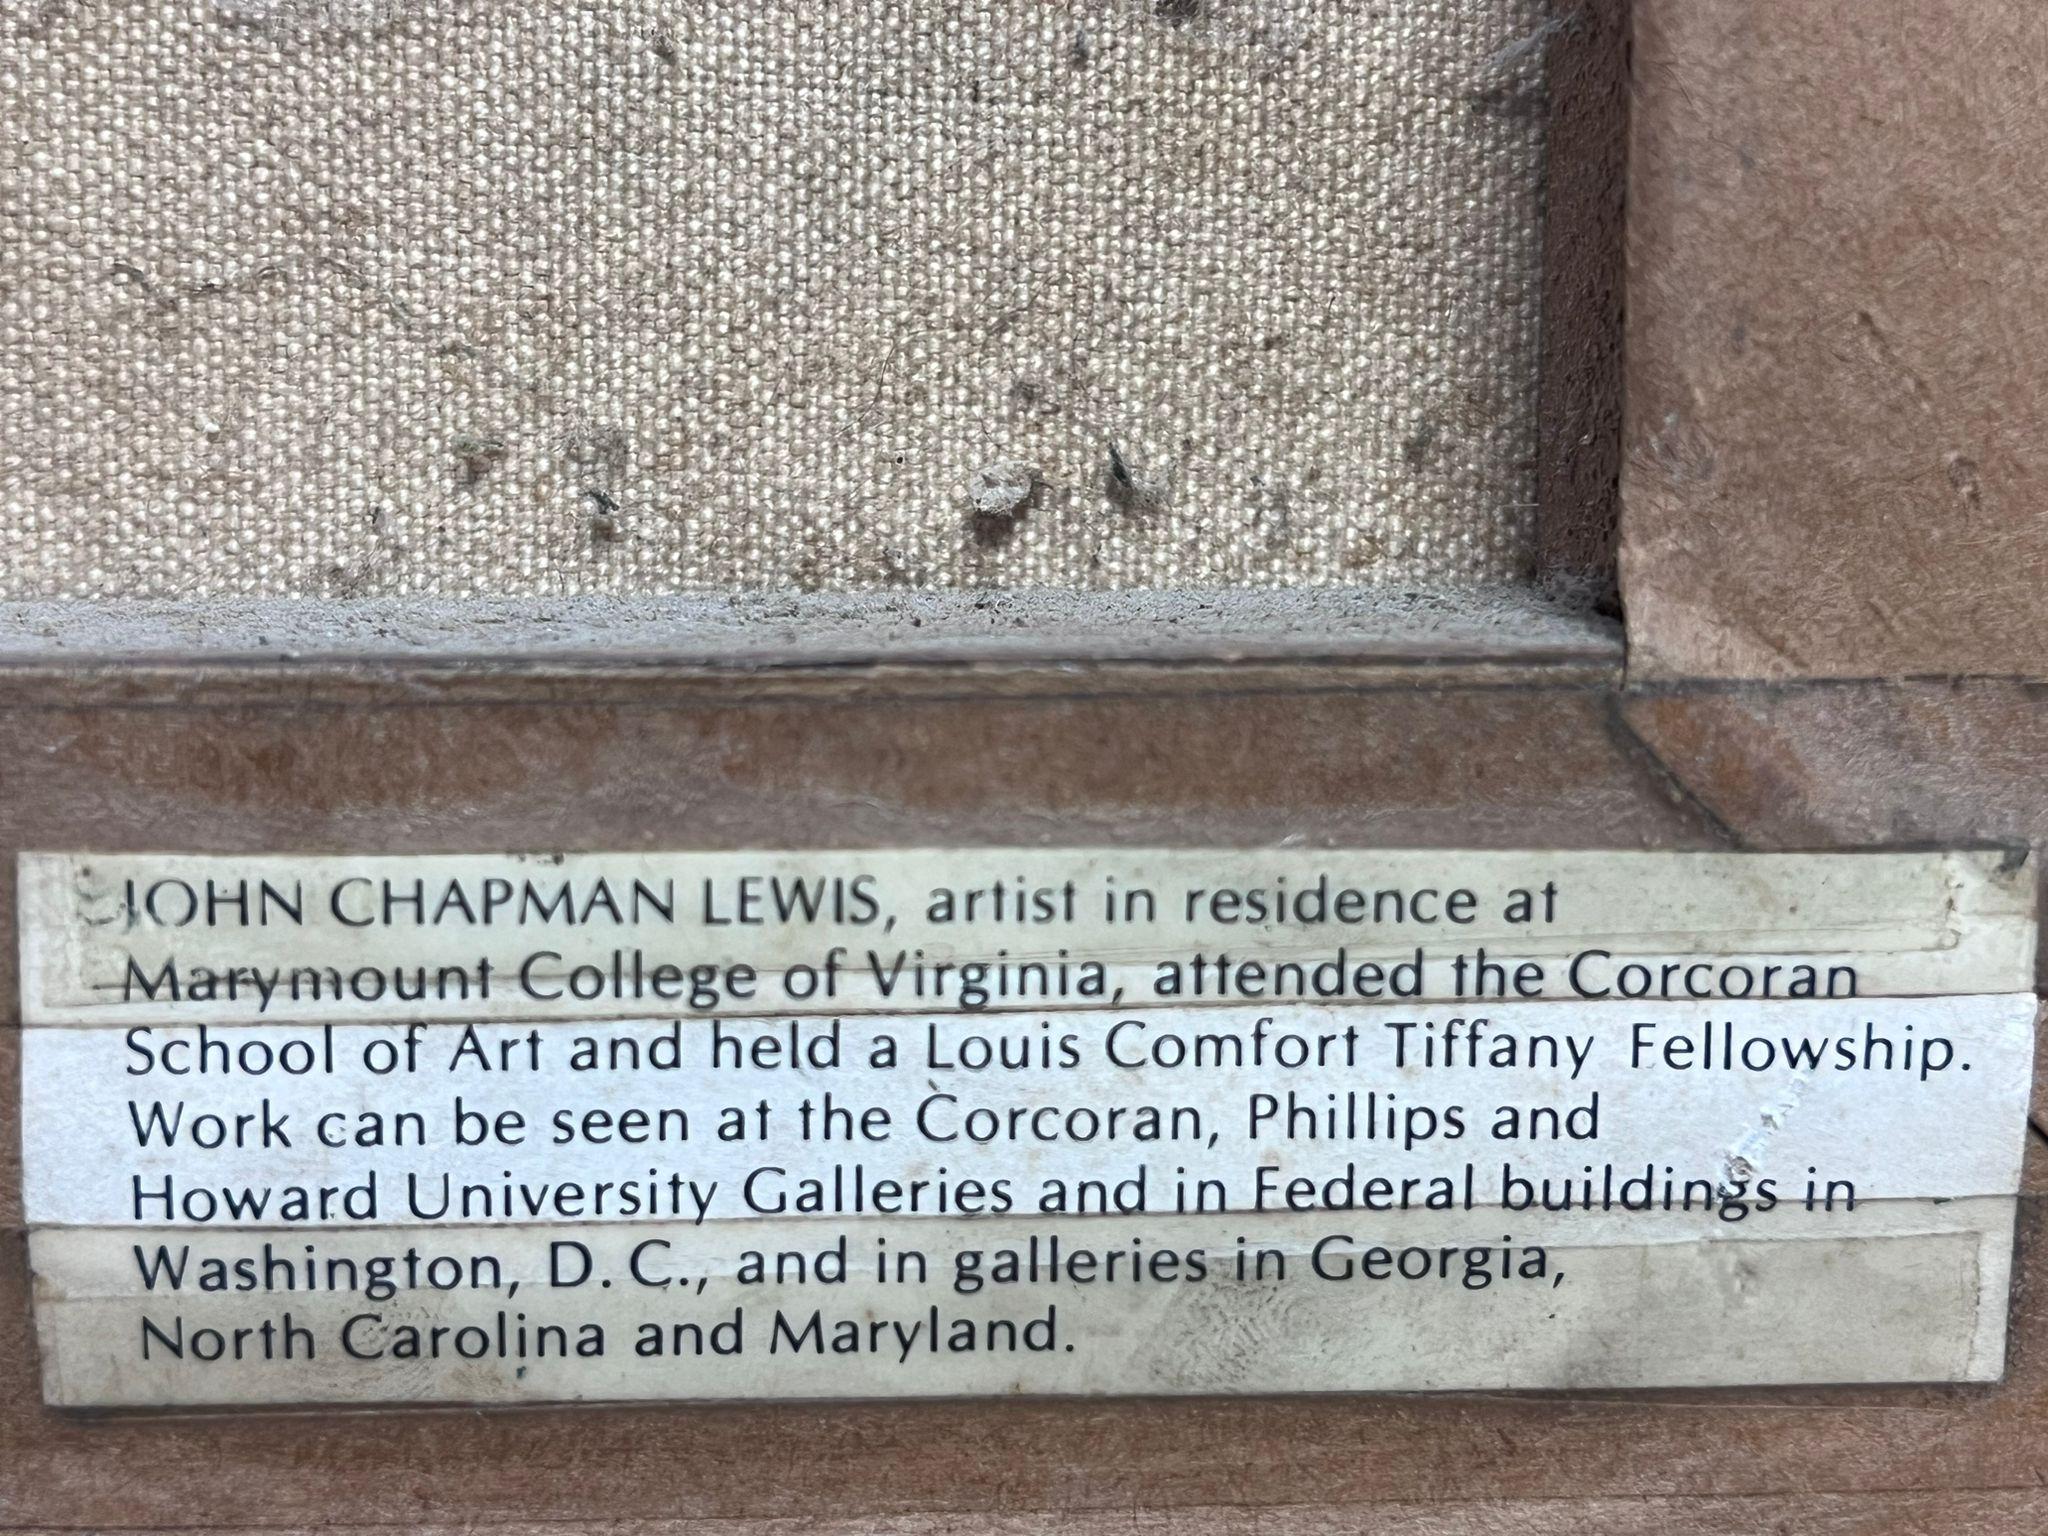 JOHN CHAPMAN LEWIS, artist in residence at
Marymount College of Virginia, attended the Corcoran
School of Art and held a Louis Comfort Tiffany Fellowship.
Work can be seen at the Corcoran, Phillips and
Howard University Galleries and in Federal buildings in
Washington, D. C., and in galleries in Georgia,
North Carolina and Maryland.